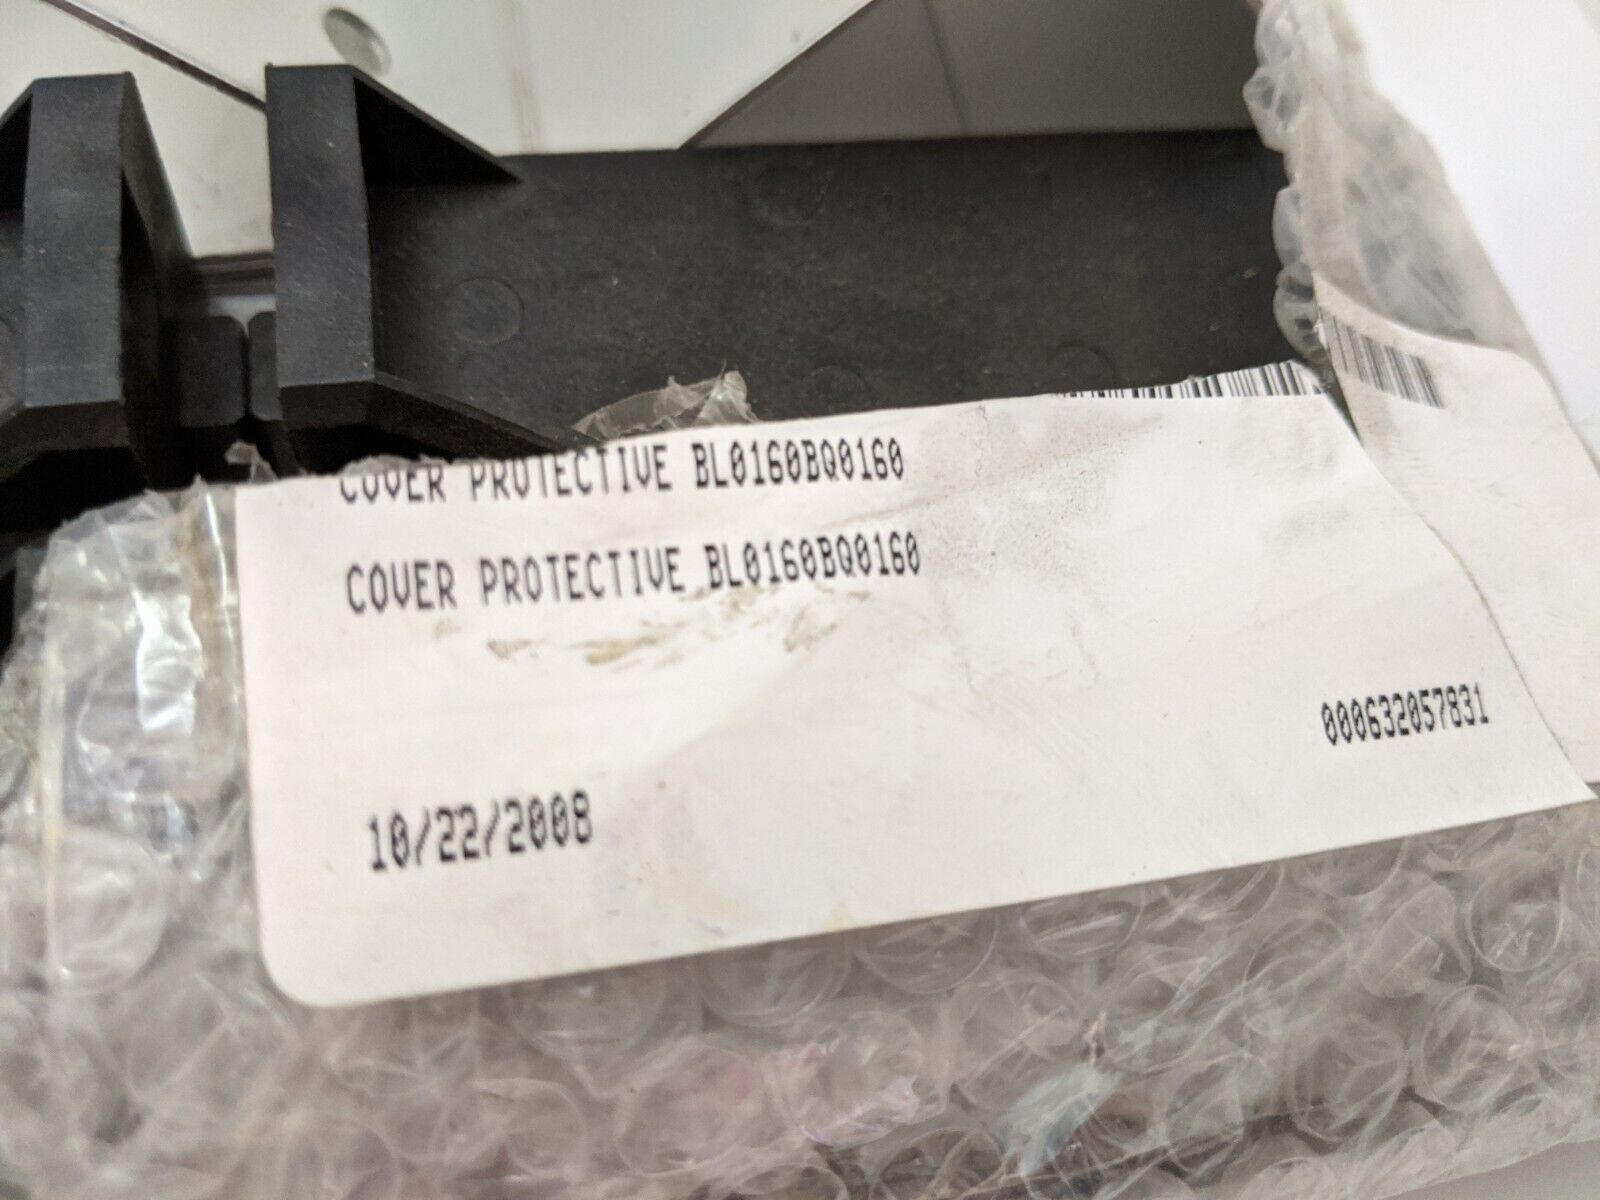 COVER PROTECTIVE BL0160BQ0160
COVER PROTECTIVE BL0160BQ0160
000632057831
10/22/2008